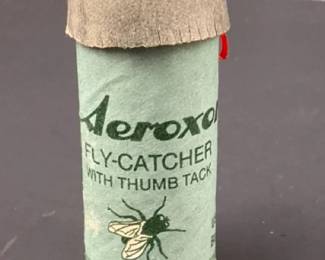 Aeroxon
FLY-CATCHER
WITH THUMB TACK